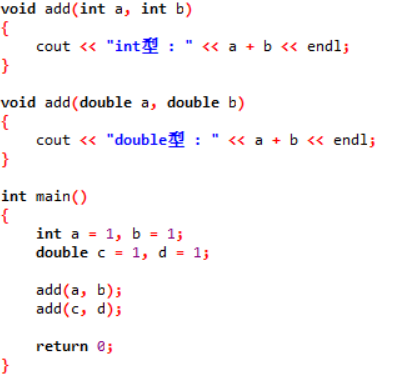 void add(int a, int b)
{
    cout << "int型 : " << a + b << endl;
}

void add(double a, double b)
{
    cout << "double型 : " << a + b << endl;
}

int main()
{
    int a = 1, b = 1;
    double c = 1, d = 1;

    add(a, b);
    add(c, d);

    return 0;
}